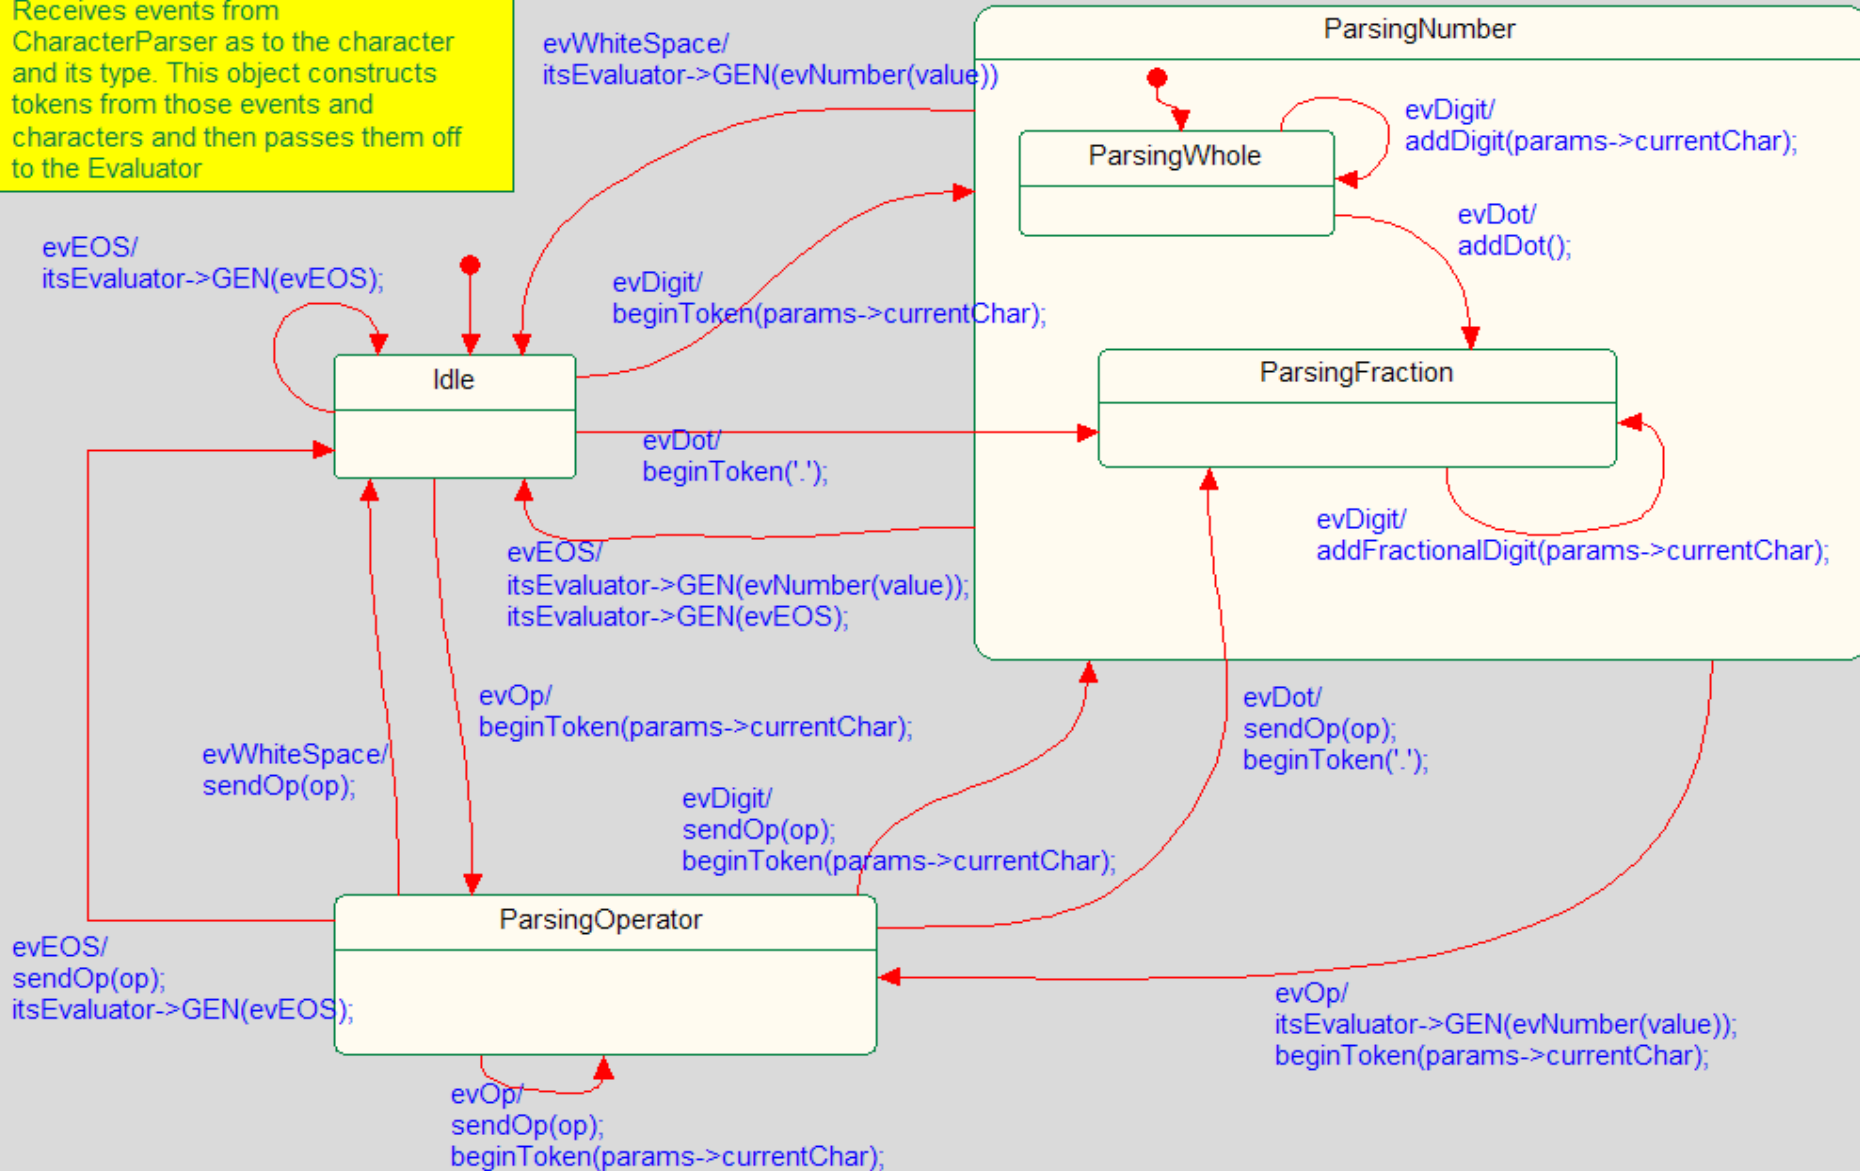 Receives events from
CharacterParser as to the character
and its type. This object constructs
tokens from those events and
characters and then passes them off
to the Evaluator
evWhiteSpace/
itsEvaluator->GEN(evNumber(value))
ParsingNumber
ParsingWhole
evDigit/
addDigit(params->currentChar);
evDot/
addDot();
evEOS/
itsEvaluator->GEN(evEOS);
evDigit/
beginToken(params->currentChar);
Idle
ParsingFraction
evDot/
beginToken('.');
evDigit/
addFractionalDigit(params->currentChar);
evEOS/
itsEvaluator->GEN(evNumber(value));
itsEvaluator->GEN(evEOS);
evOp/
beginToken(params->currentChar);
evDot/
sendOp(op);
beginToken('.');
evWhiteSpace/
sendOp(op);
evDigit/
sendOp(op);
beginToken(params->currentChar);
ParsingOperator
evEOS/
sendOp(op);
itsEvaluator->GEN(evEOS);
evOp/
itsEvaluator->GEN(evNumber(value));
beginToken(params->currentChar);
evOp/
sendOp(op);
beginToken(params->currentChar);